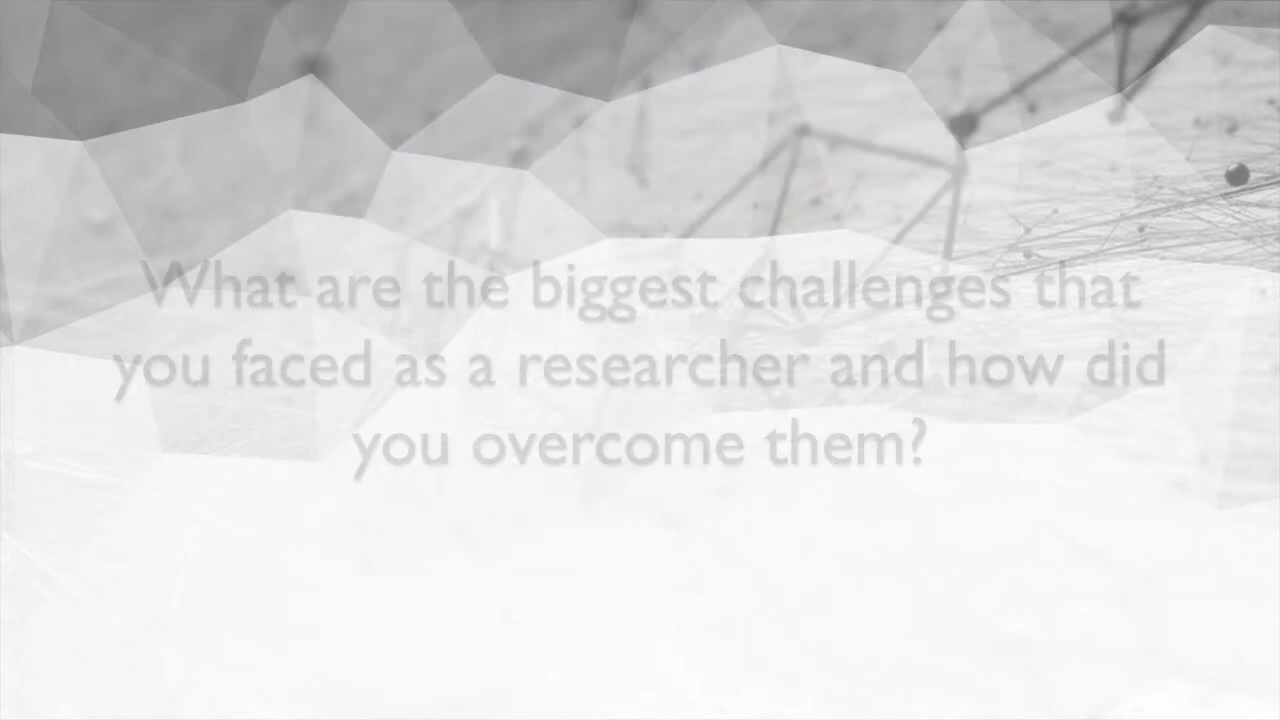 What are the biggest challenges that
you faced as a researcher and how did
you overcome them?